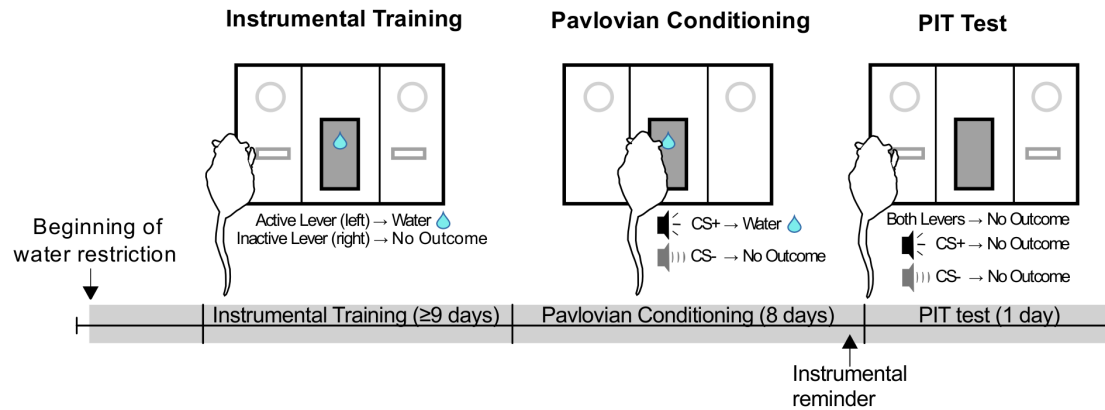 Instrumental Training
Pavlovian Conditioning
PIT Test
Active Lever (left) → Water
Inactive Lever (right) → No Outcome
CS+ → Water
CS- → No Outcome
Both Levers → No Outcome
CS+ → No Outcome
CS- → No Outcome
Beginning of
water restriction
Instrumental Training (≥9 days)
Pavlovian Conditioning (8 days)
PIT test (1 day)
Instrumental
reminder